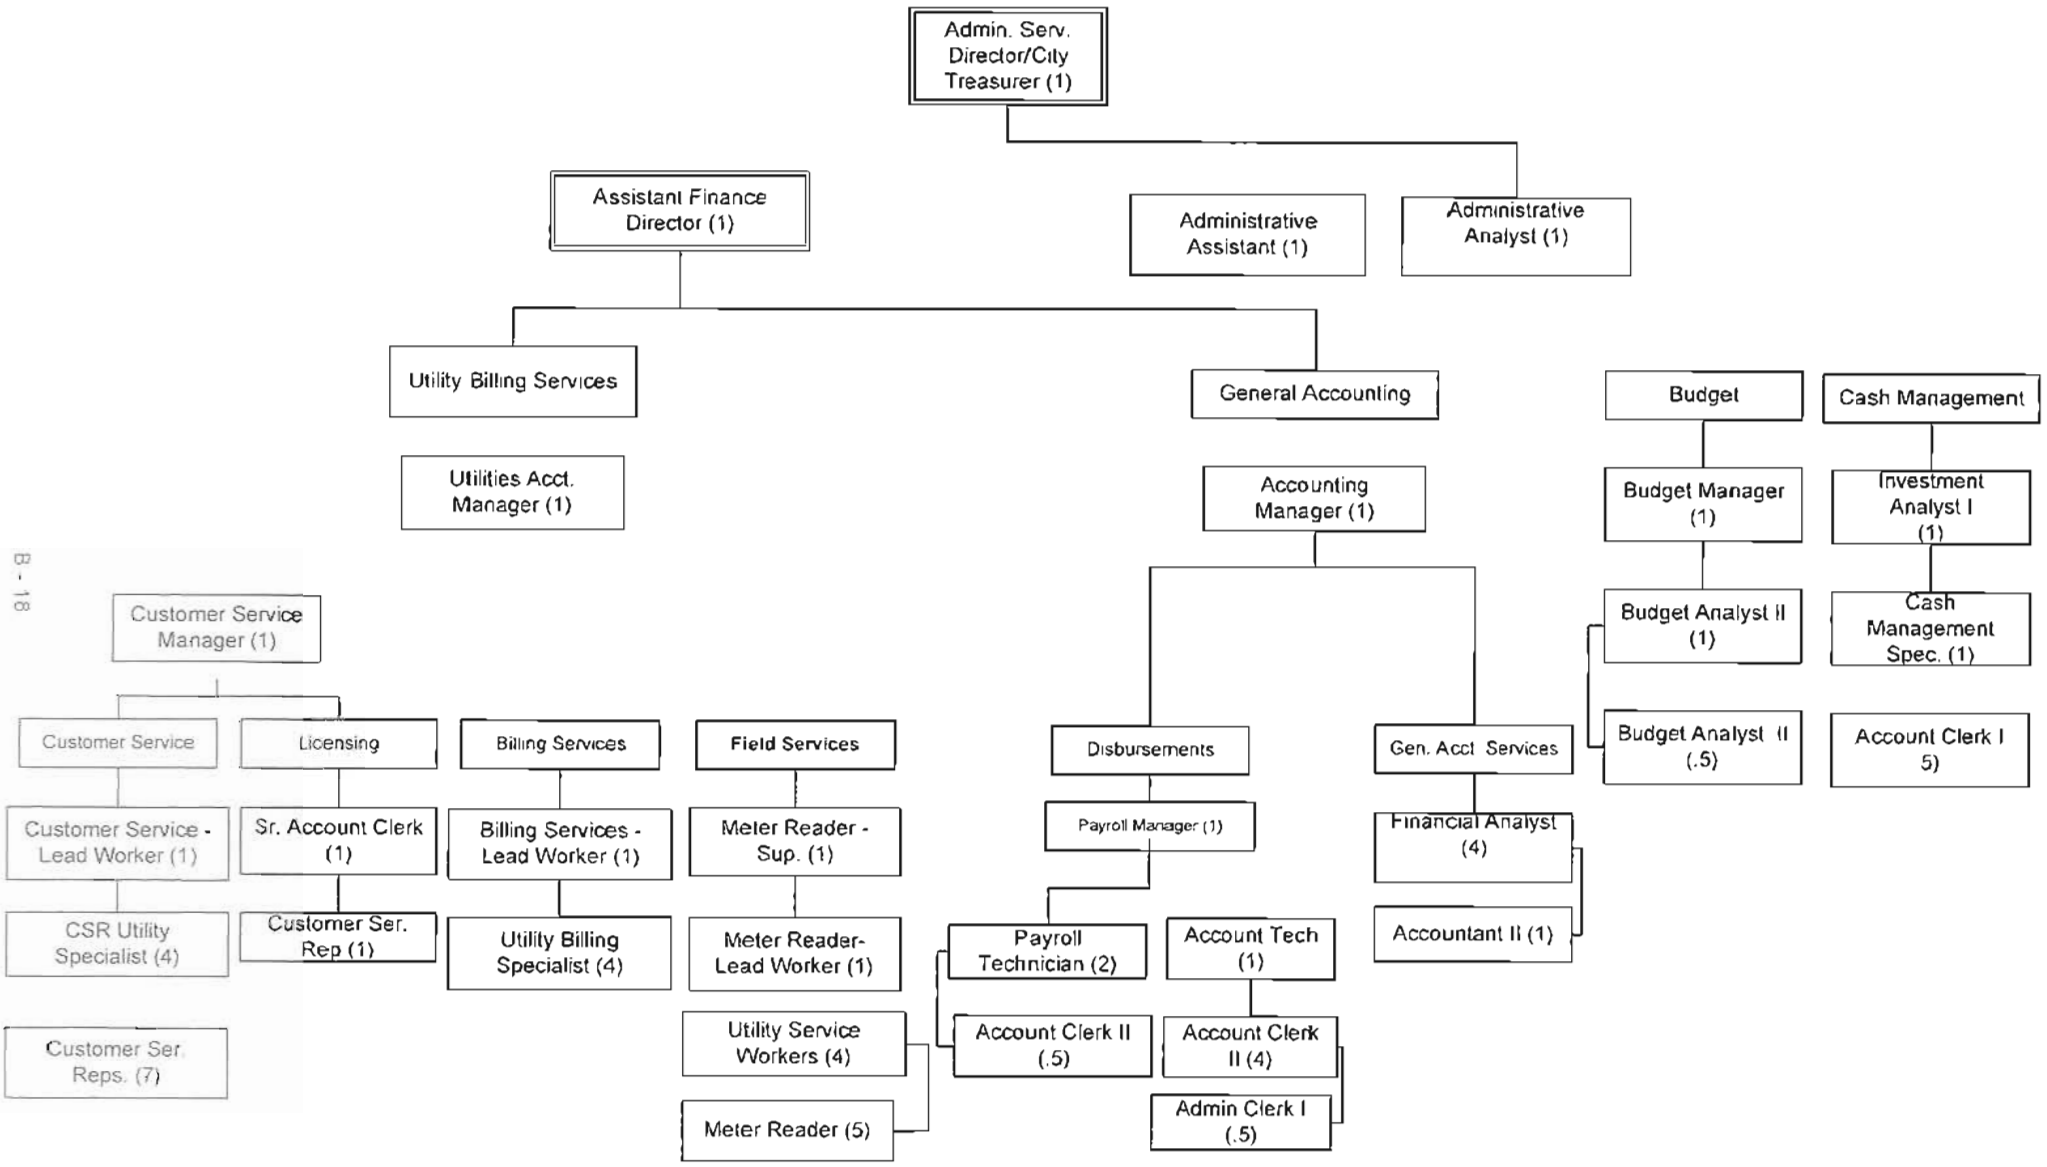 Admin. Serv.
Director/City
Treasurer (1)
Assistant Finance
Director (1)
Administrative
Assistant (1)
Administrative
Analyst (1)
Utility Billing Services
General Accounting
Budget
Cash Management
Utilities Acct.
Manager (1)
Accounting
Manager (1)
Budget Manager
(1)
Investment
Analyst I
(1)
B - 18
Customer Service
Manager (1)
Budget Analyst II
(1)
Cash
Management
Spec. (1)
Customer Service
Licensing
Billing Services
Field Services
Disbursements
Gen. Acct Services
Budget Analyst II
(.5)
Account Clerk I
5)
Customer Service -
Lead Worker (1)
Sr. Account Clerk
(1)
Billing Services -
Lead Worker (1)
Meter Reader -
Sup. (1)
Payroll Manager (1)
Financial Analyst
(4)
CSR Utility
Specialist (4)
Customer Ser.
Rep (1)
Utility Billing
Specialist (4)
Meter Reader-
Lead Worker (1)
Payroll
Technician (2)
Account Tech
(1)
Accountant II (1)
Customer Ser.
Reps. (7)
Utility Service
Workers (4)
Account Clerk II
(.5)
Account Clerk
II (4)
Meter Reader (5)
Admin Clerk I
(.5)